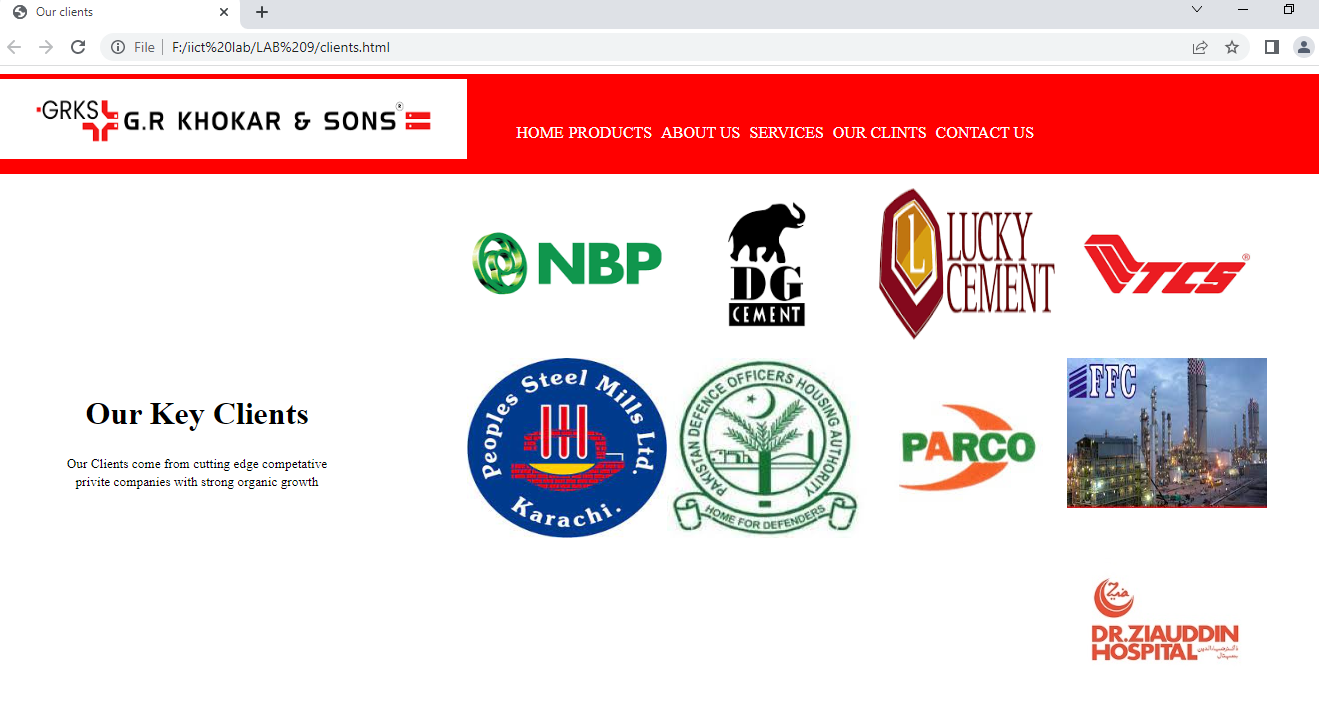 Our clients
File F:/iict%20lab/LAB%209/clients.html
GRKS G.R KHOKAR & SONS ®
HOME PRODUCTS ABOUT US SERVICES OUR CLINTS CONTACT US
NBP
DG
CEMENT
LUCKY
CEMENT
TCS ®
Our Key Clients
Our Clients come from cutting edge competative
privite companies with strong organic growth
Peoples Steel Mills Ltd.
Karachi.
PAKISTAN DEFENCE OFFICERS HOUSING AUTHORITY
HOME FOR DEFENDERS
PARCO
FFC
DR.ZIAUDDIN
HOSPITAL